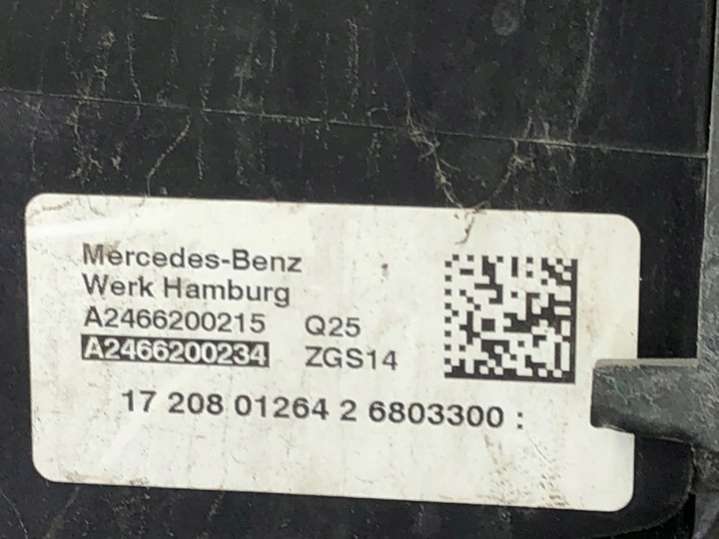 Mercedes-Benz
Werk Hamburg
A2466200215 Q25
A2466200234 ZGS14
17 208 01264 2 6803300 :